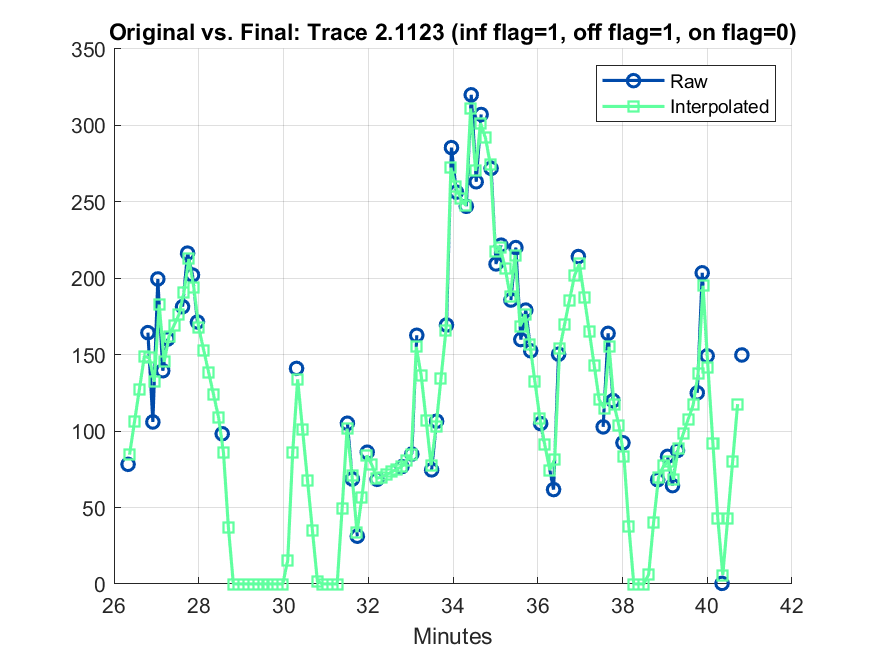 Original vs. Final: Trace 2.1123 (inf flag=1, off flag=1, on flag=0)
350
300
250
200
150
100
50
0
Raw
Interpolated
26 28 30 32 34 36 38 40 42
Minutes